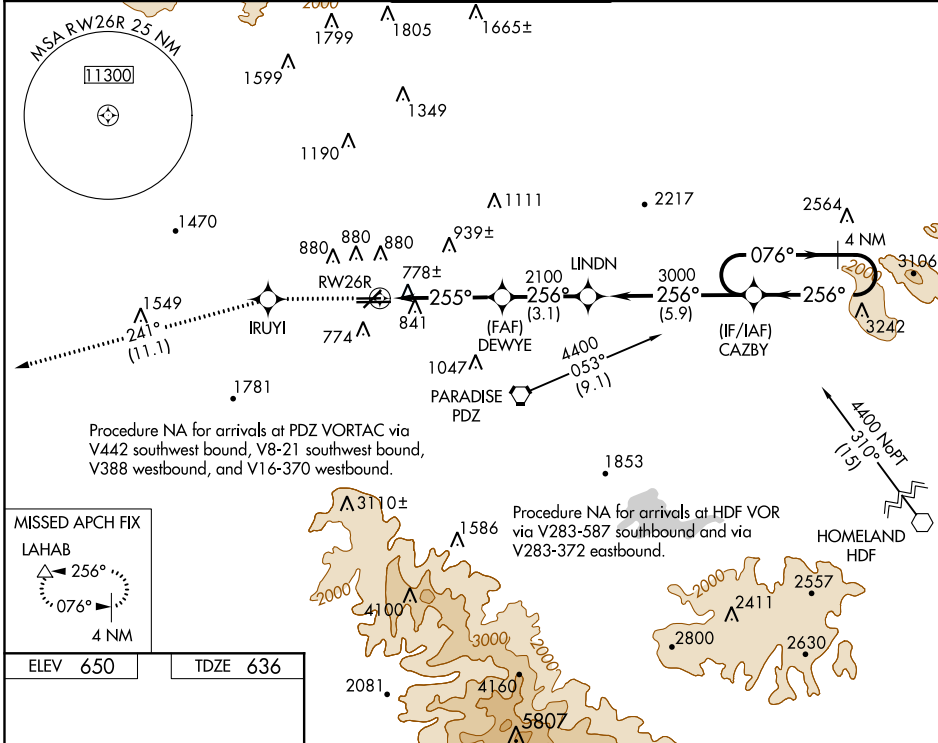 MSA RW26R 25 NM
11300
1799
1805
1665±
1599
1349
1190
1111
2217
2564
4 NM
076°
2000
3106
1470
939±
880
880
880
RW26R
778±
LINDN
2100
3000
255°
256°
256°
256°
(3.1)
(5.9)
1549
241°
(11.1)
IRUYI
774
841
(FAF)
DEWYE
(IF/IAF)
CAZBY
3242
1047
4400
053°
(9.1)
PARADISE
PDZ
1781
4400 NoPT
310°
(15)
Procedure NA for arrivals at PDZ VORTAC via
V442 southwest bound, V8-21 southwest bound,
V388 westbound, and V16-370 westbound.
1853
3110±
1586
Procedure NA for arrivals at HDF VOR
via V283-587 southbound and via
V283-372 eastbound.
HOMELAND
HDF
MISSED APCH FIX
LAHAB
256°
076°
4 NM
2000
4100
3000
2000
2000
2557
2411
2800
2630
ELEV 650
TDZE 636
2081
4160
5807